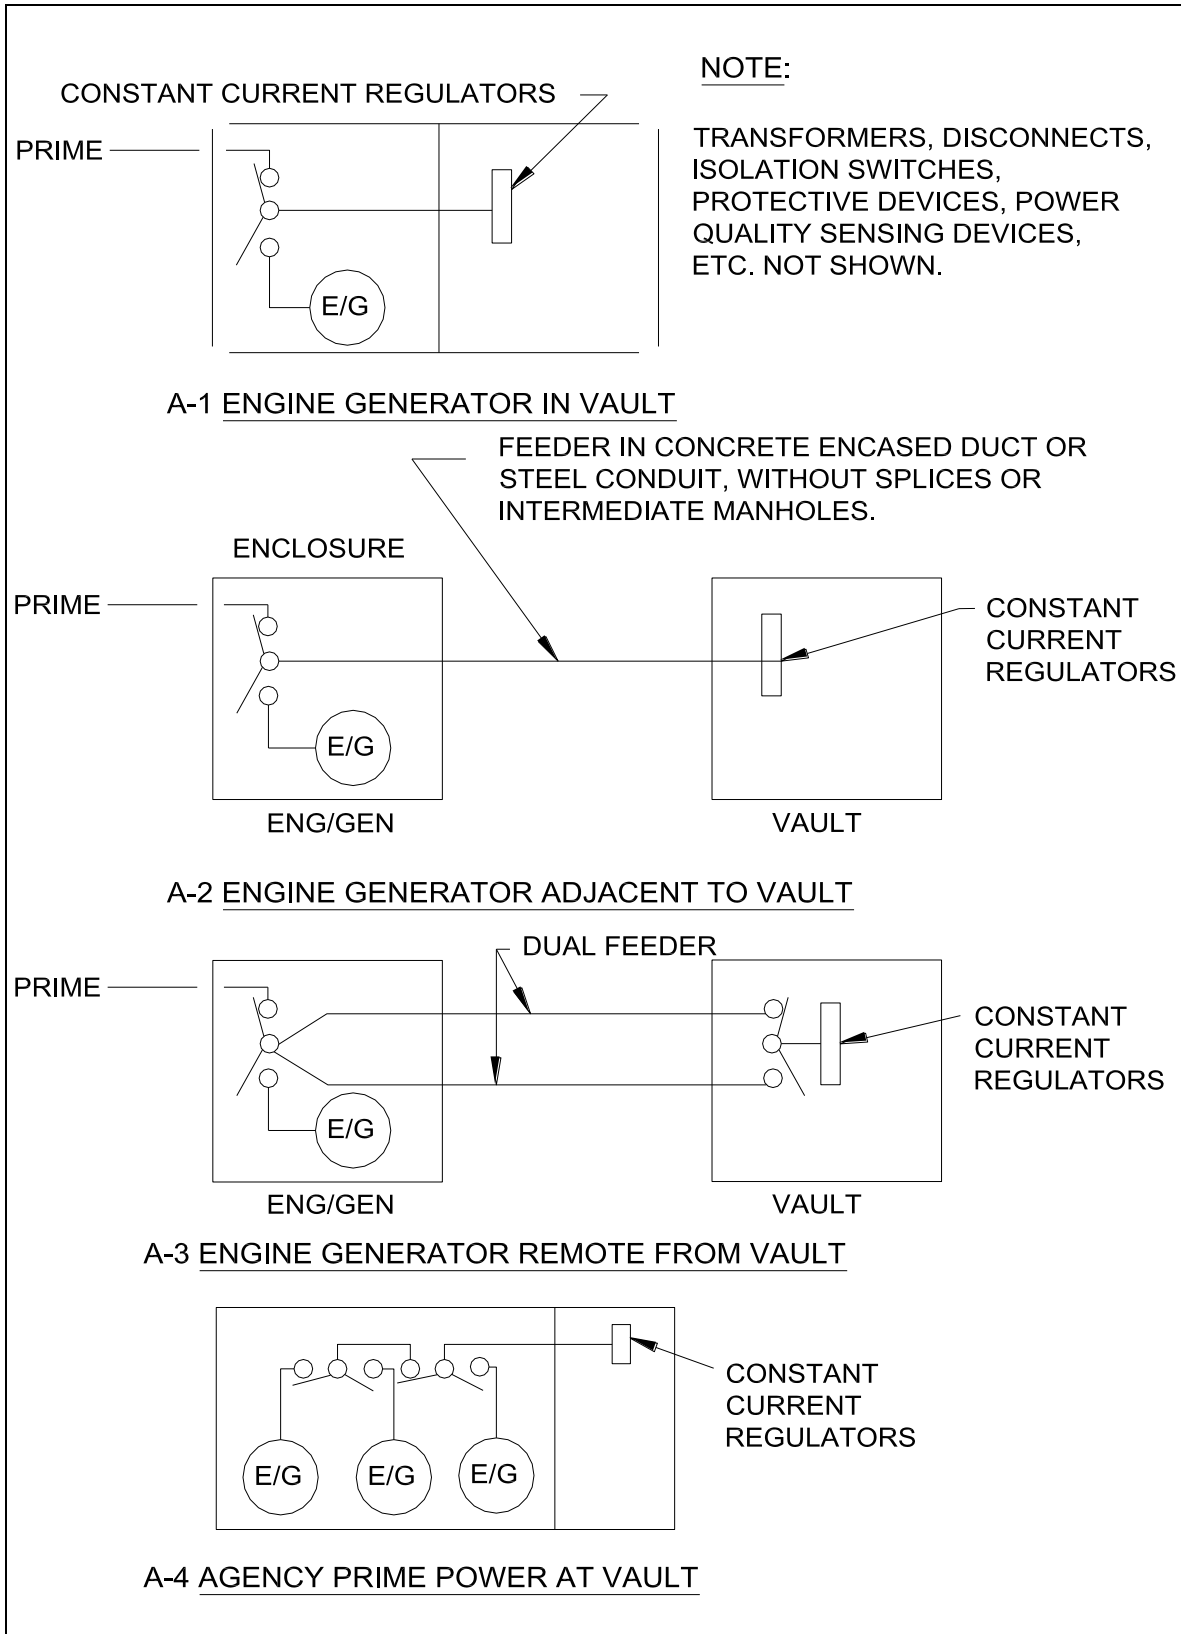 NOTE:
CONSTANT CURRENT REGULATORS
PRIME
TRANSFORMERS, DISCONNECTS,
ISOLATION SWITCHES,
PROTECTIVE DEVICES, POWER
QUALITY SENSING DEVICES,
ETC. NOT SHOWN.
E/G
A-1 ENGINE GENERATOR IN VAULT
FEEDER IN CONCRETE ENCASED DUCT OR
STEEL CONDUIT, WITHOUT SPLICES OR
INTERMEDIATE MANHOLES.
ENCLOSURE
PRIME
CONSTANT
CURRENT
REGULATORS
E/G
ENG/GEN
VAULT
A-2 ENGINE GENERATOR ADJACENT TO VAULT
DUAL FEEDER
PRIME
CONSTANT
CURRENT
REGULATORS
E/G
ENG/GEN
VAULT
A-3 ENGINE GENERATOR REMOTE FROM VAULT
CONSTANT
CURRENT
REGULATORS
E/G
E/G
E/G
A-4 AGENCY PRIME POWER AT VAULT